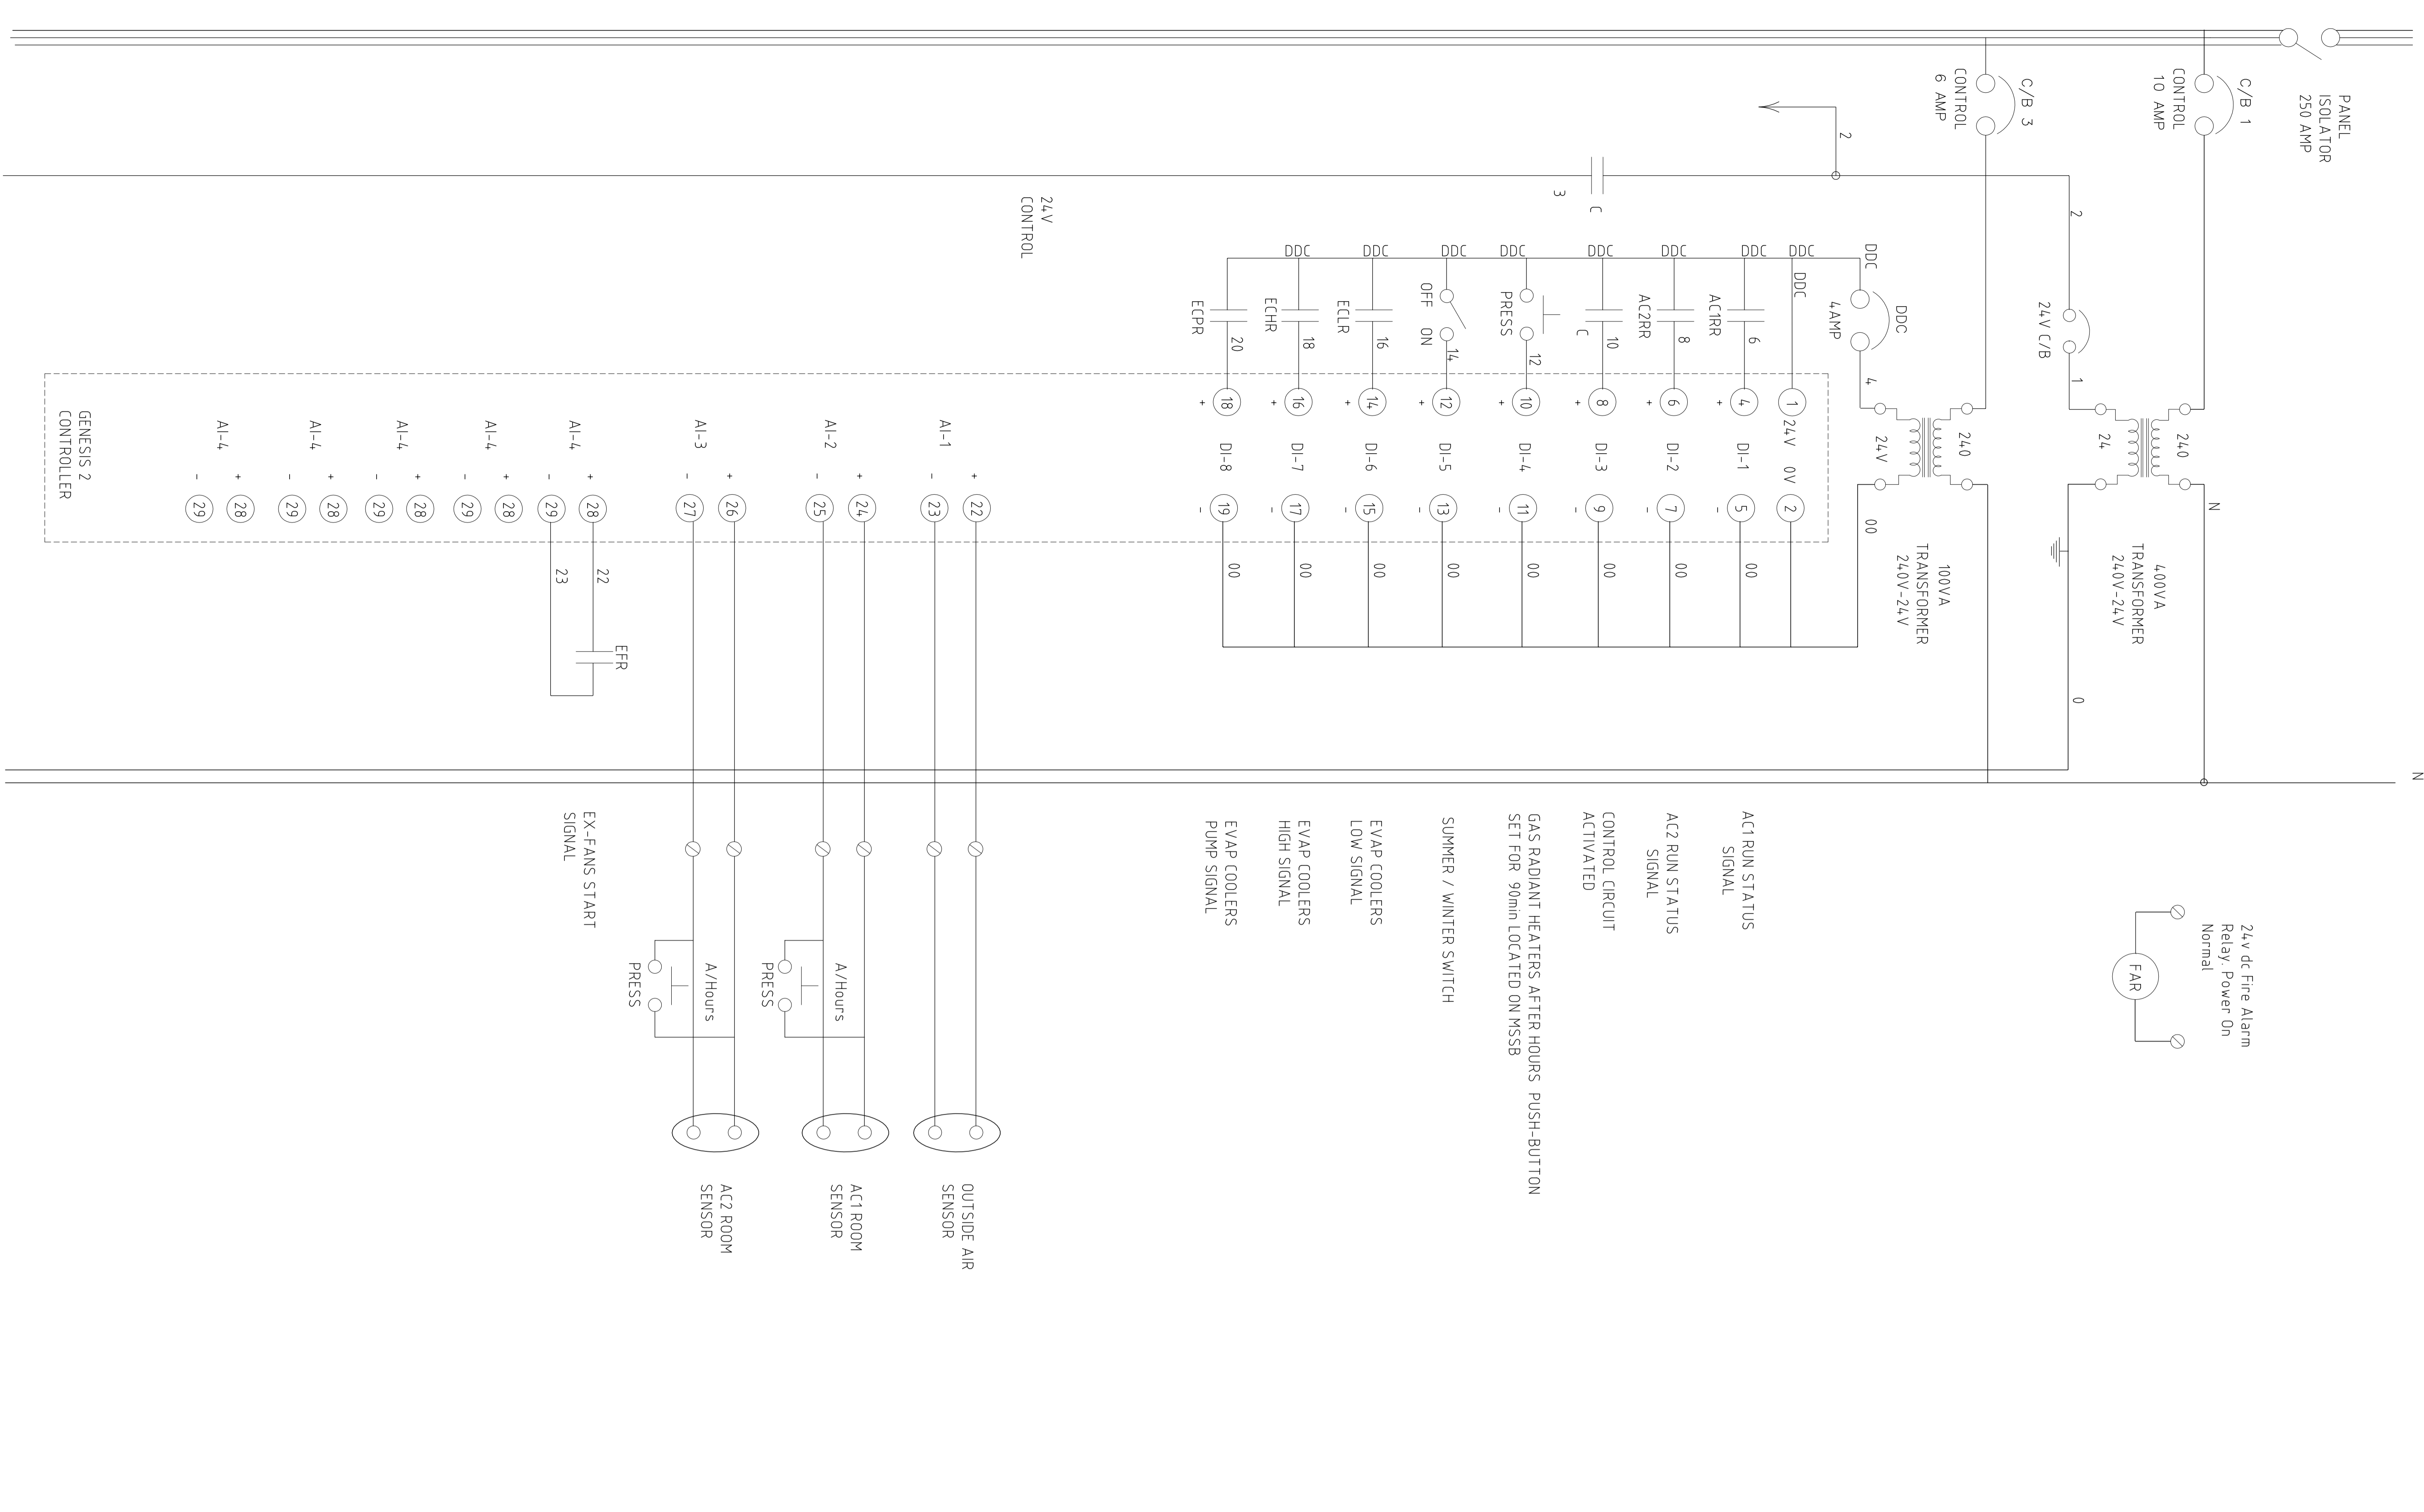 PANEL
ISOLATOR
250 AMP
C/B 1
CONTROL
10 AMP
240
N
400VA
TRANSFORMER
240V-24V
24
2
24V C/B
1
0
N
24v dc Fire Alarm
Relay. Power On
Normal
FAR
C/B 3
CONTROL
6 AMP
240
100VA
TRANSFORMER
240V-24V
24V
DDC
DDC
4AMP
4
00
2
3
C
24V
CONTROL
DDC
DDC
1
24V 0V
2
DDC
AC1RR
6
4
+
DI-1
5
-
00
AC1 RUN STATUS
SIGNAL
DDC
AC2RR
8
6
+
DI-2
7
-
00
AC2 RUN STATUS
SIGNAL
DDC
C
10
8
+
DI-3
9
-
00
CONTROL CIRCUIT
ACTIVATED
DDC
PRESS
12
10
+
DI-4
11
-
00
GAS RADIANT HEATERS AFTER HOURS PUSH-BUTTON
SET FOR 90min LOCATED ON MSSB
DDC
OFF ON
14
12
+
DI-5
13
-
00
SUMMER / WINTER SWITCH
DDC
ECLR
16
14
+
DI-6
15
-
00
EVAP COOLERS
LOW SIGNAL
DDC
ECHR
18
16
+
DI-7
17
-
00
EVAP COOLERS
HIGH SIGNAL
ECPR
20
18
+
DI-8
19
-
00
EVAP COOLERS
PUMP SIGNAL
AI-1
+
22
-
23
OUTSIDE AIR
SENSOR
AI-2
+
24
-
25
A/Hours
PRESS
AC1 ROOM
SENSOR
AI-3
+
26
-
27
A/Hours
PRESS
AC2 ROOM
SENSOR
AI-4
+
28
-
29
22
23
EFR
EX-FANS START
SIGNAL
AI-4
+
28
-
29
AI-4
+
28
-
29
AI-4
+
28
-
29
AI-4
+
28
-
29
GENESIS 2
CONTROLLER